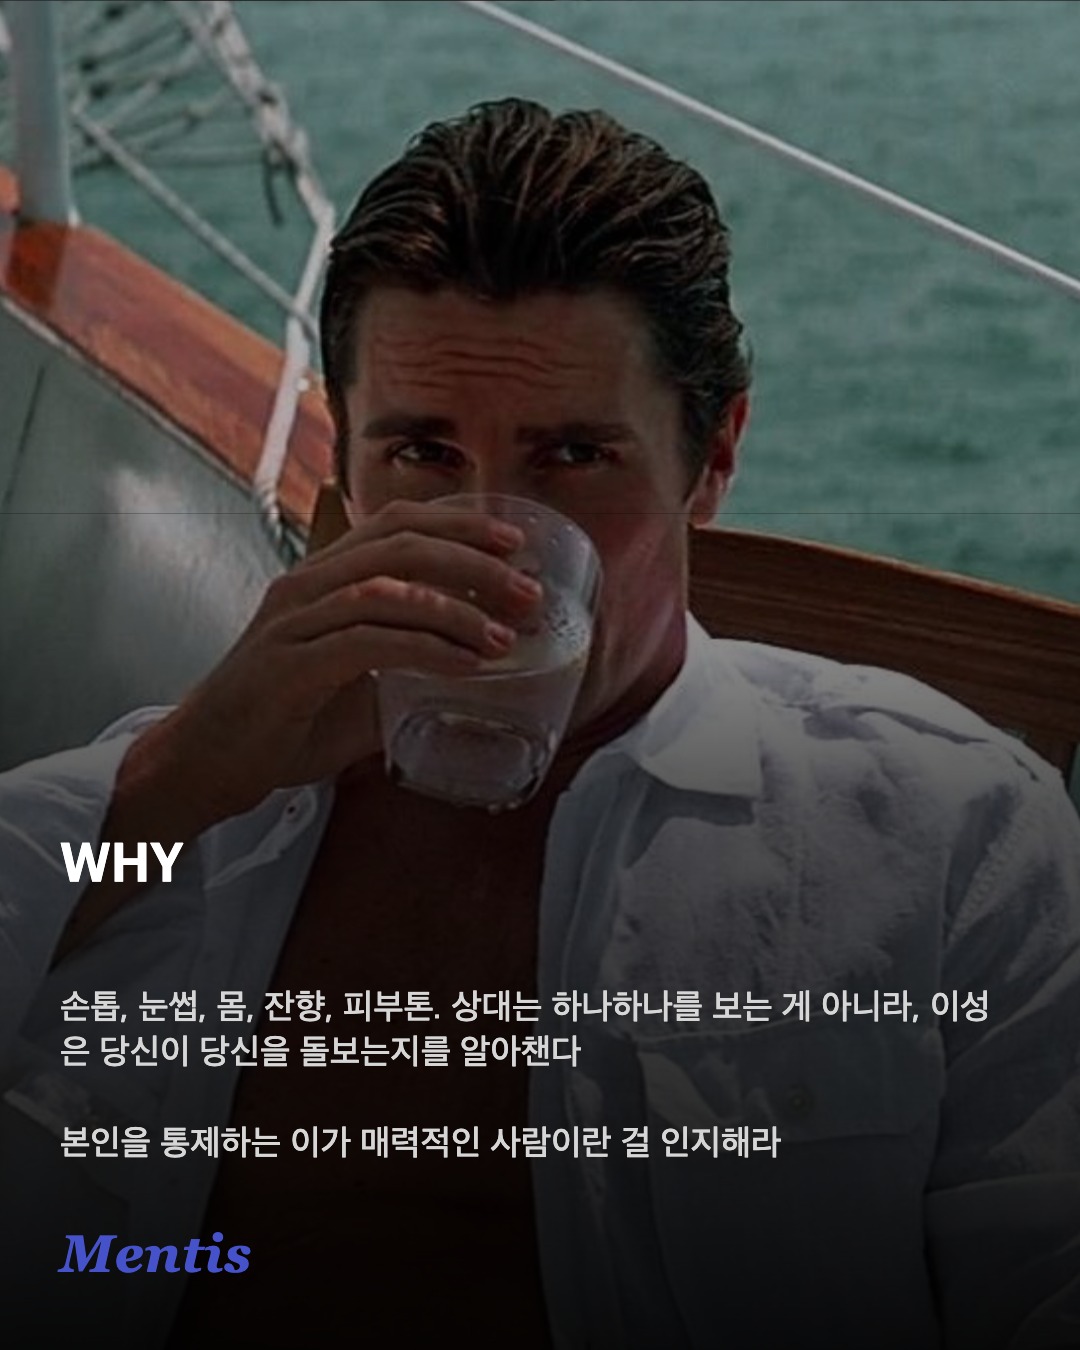 WHY
손톱, 눈썹, 몸, 잔향, 피부톤. 상대는 하나하나를 보는 게 아니라, 이성
은 당신이 당신을 돌보는지를 알아챈다
본인을 통제하는 이가 매력적인 사람이란 걸 인지해라
Mentis